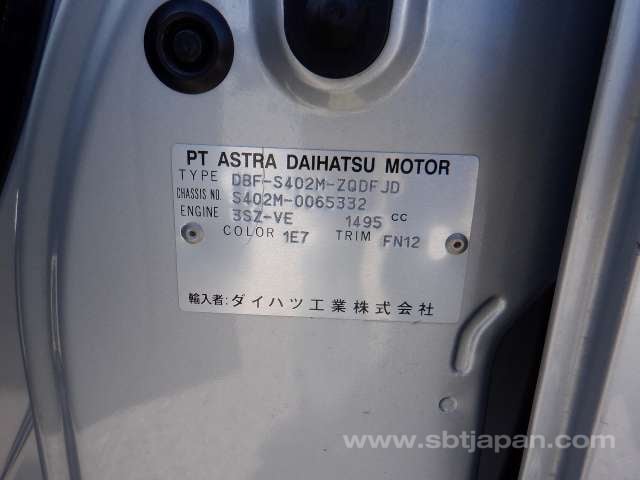 PT ASTRA DAIHATSU MOTOR
TYPE DBF-S402M-ZQDFJD
CHASSIS NO. S402M-0065332
ENGINE 3SZ-VE 1495 CC
COLOR 1E7 TRIM FN12
輸入者:ダイハツ工業株式会社
www.sbtjapan.com